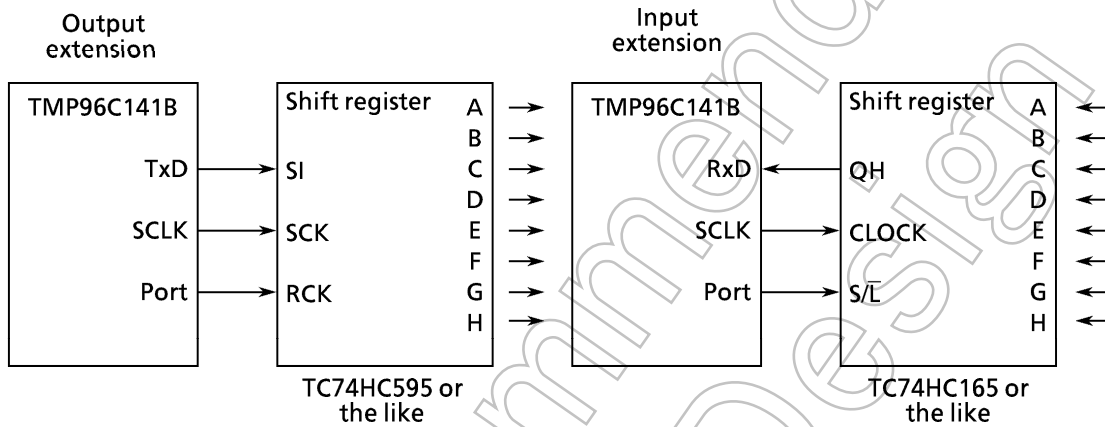 Output
extension
TMP96C141B
TxD
SCLK
Port
Shift register
SI
SCK
RCK
A
B
C
D
E
F
G
H
TC74HC595 or
the like
Input
extension
TMP96C141B
RxD
SCLK
Port
Shift register
QH
CLOCK
S/L̅
A
B
C
D
E
F
G
H
TC74HC165 or
the like
Design